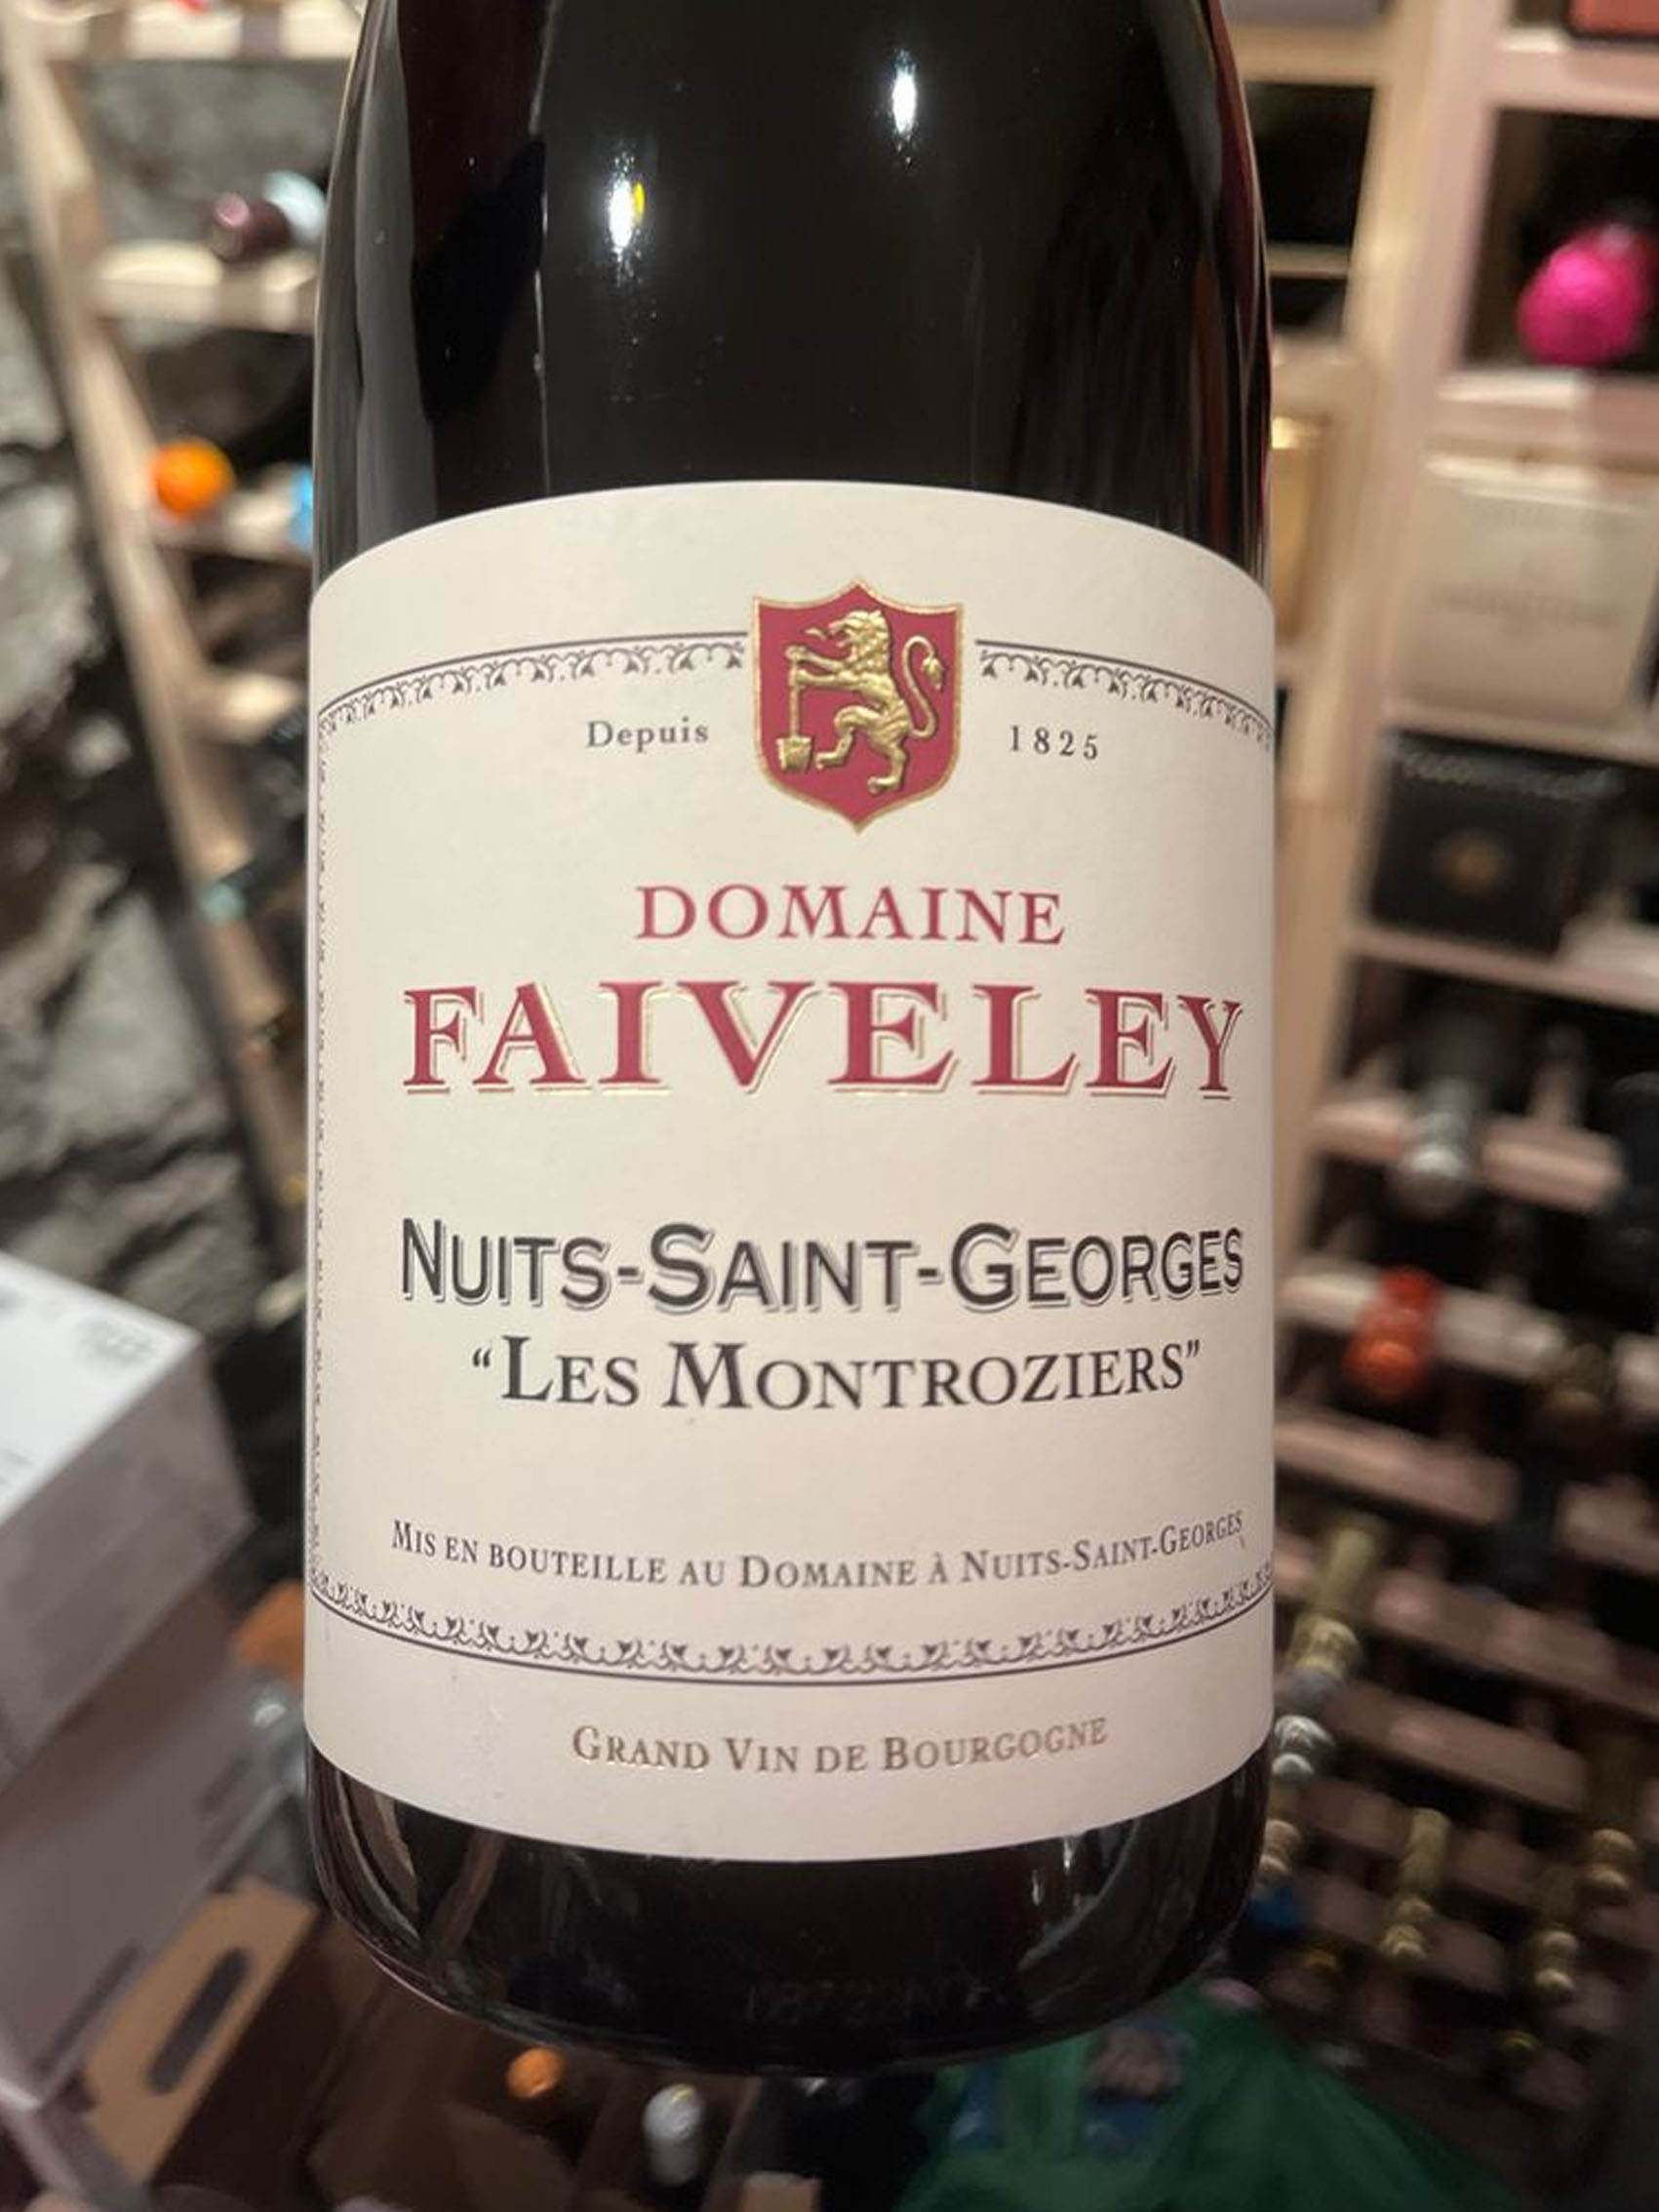 Depuis 1825
DOMAINE
FAIVELEY
NUITS-SAINT-GEORGES
“LES MONTROZIERS”
MIS EN BOUTEILLE AU DOMAINE À NUITS-SAINT-GEORGES
GRAND VIN DE BOURGOGNE